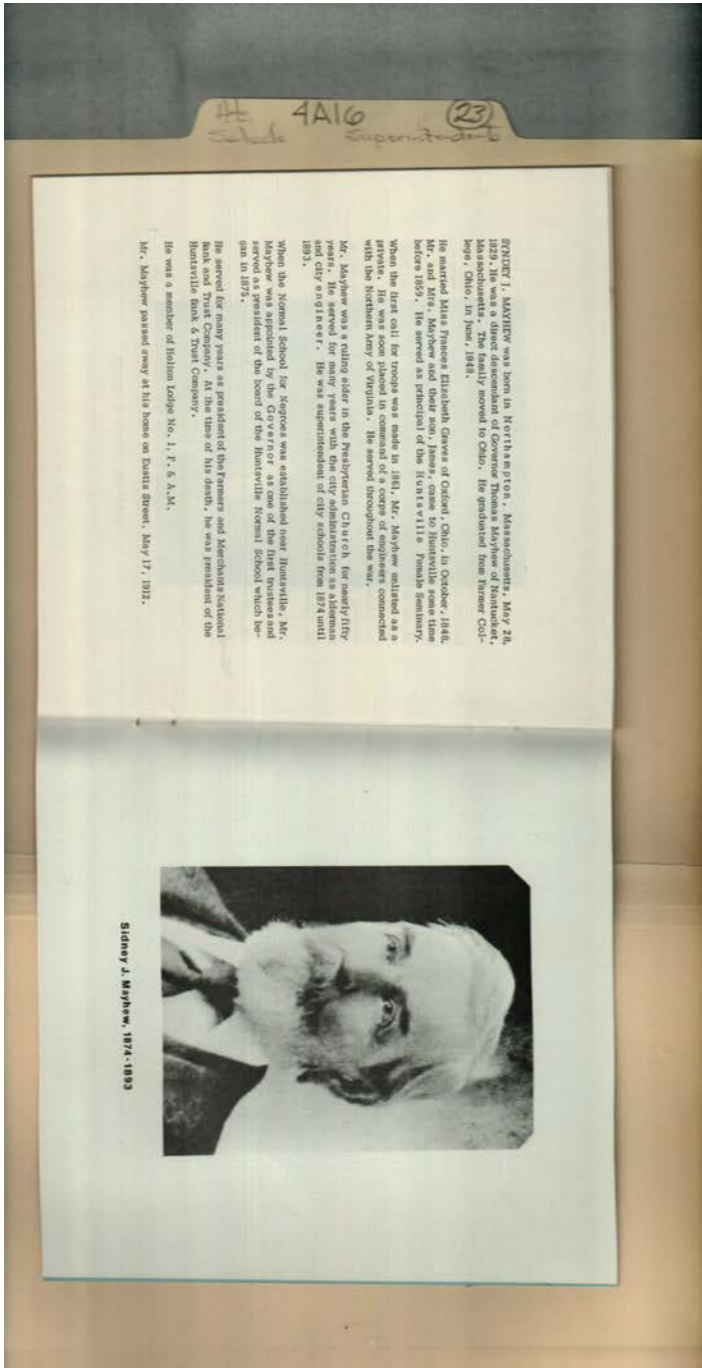 Ht 4A16 (23)
Schools Superintendents
SYNDEY J. MAYHEW was born in Northampton, Massachusetts, May 28,
1829. He was a direct descendant of Governor Thomas Mayhew of Nantucket,
Massachusetts. The family moved to Ohio. He graduated from Farmer Col-
lege, Ohio, in June, 1848.
He married Miss Frances Elizabeth Graves of Oxford, Ohio, in October, 1848.
Mr. and Mrs. Mayhew and their son, James, came to Huntsville some time
before 1859. He served as principal of the Huntsville Female Seminary.
When the first call for troops was made in 1861, Mr. Mayhew enlisted as a
private. He was soon placed in command of a corps of engineers connected
with the Northern Army of Virginia. He served throughout the war.
Mr. Mayhew was a ruling elder in the Presbyterian Church for nearly fifty
years. He served for many years with the city administration as alderman
and city engineer. He was superintendent of city schools from 1874 until
1893.
When the Normal School for Negroes was established near Huntsville, Mr.
Mayhew was appointed by the Governor as one of the first trustees and
served as president of the board of the Huntsville Normal School which be-
gan in 1875.
He served for many years as president of the Farmers and Merchants National
Bank and Trust Company. At the time of his death, he was president of the
Huntsville Bank & Trust Company.
He was a member of Helion Lodge No. 1, F. & A.M.
Mr. Mayhew passed away at his home on Eustis Street, May 17, 1912.
Sidney J. Mayhew, 1874-1893